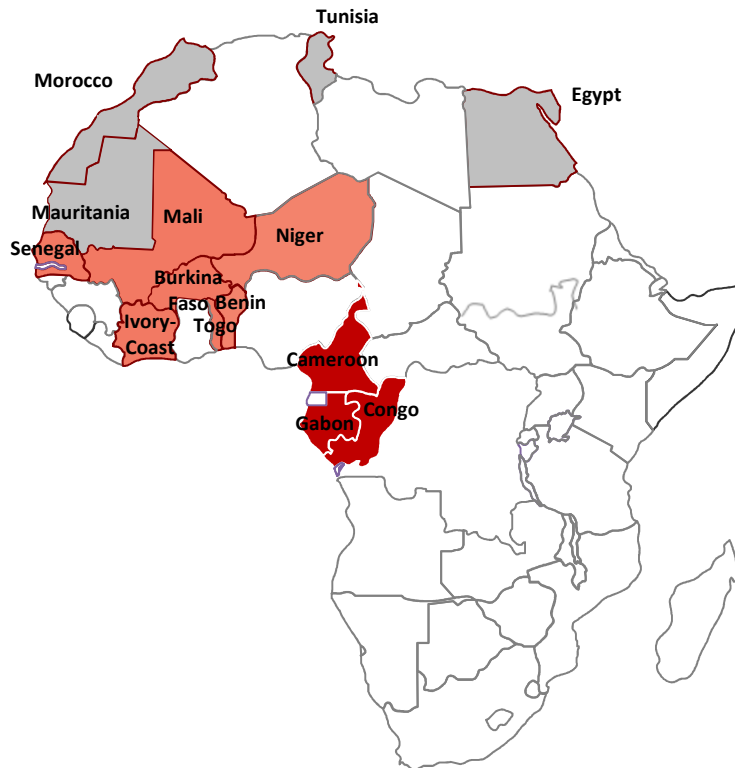 Tunisia
Morocco
Egypt
Mauritania
Mali
Niger
Senegal
Burkina
Faso
Benin
Togo
Ivory-
Coast
Cameroon
Congo
Gabon